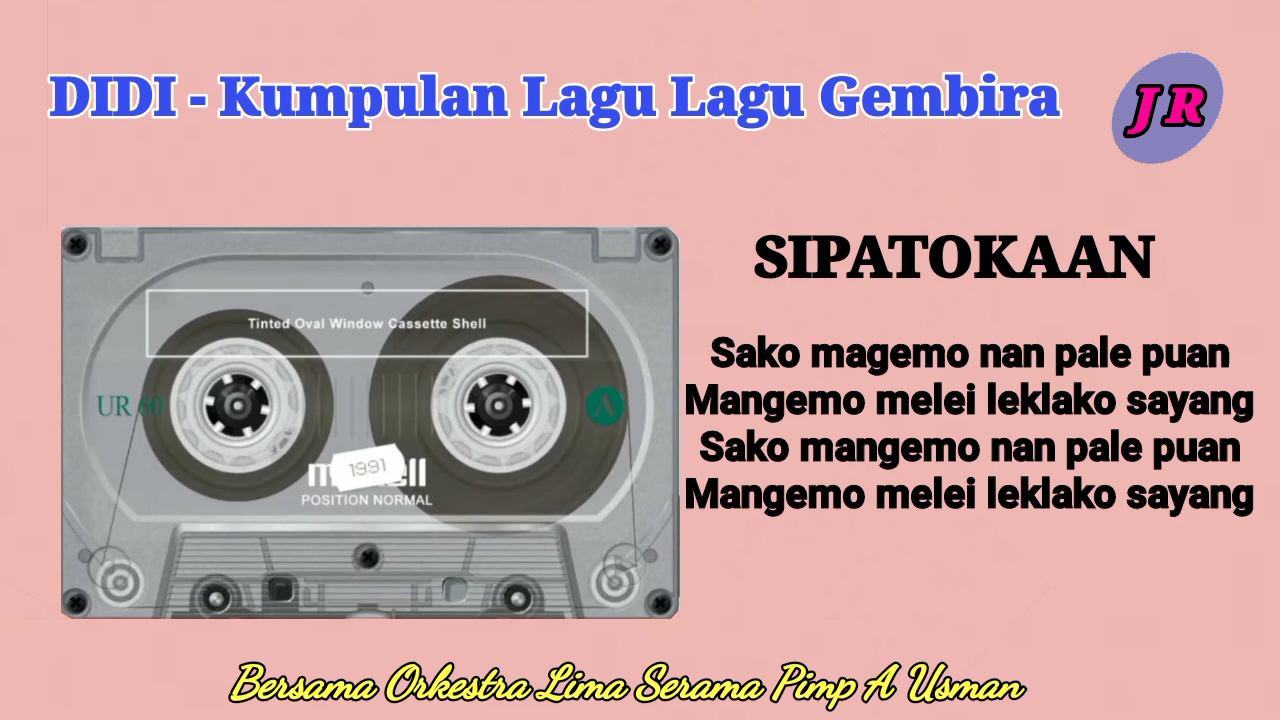 DIDI - Kumpulan Lagu Lagu Gembira
JR
SIPATOKAAN
Sako magemo nan pale puan
Mangemo melei leklako sayang
Sako mangemo nan pale puan
Mangemo melei leklako sayang
Tinted Oval Window Cassette Shell
UR 60
A
1991
POSITION NORMAL
Bersama Orkestra Lima Serama Pimp A Usman